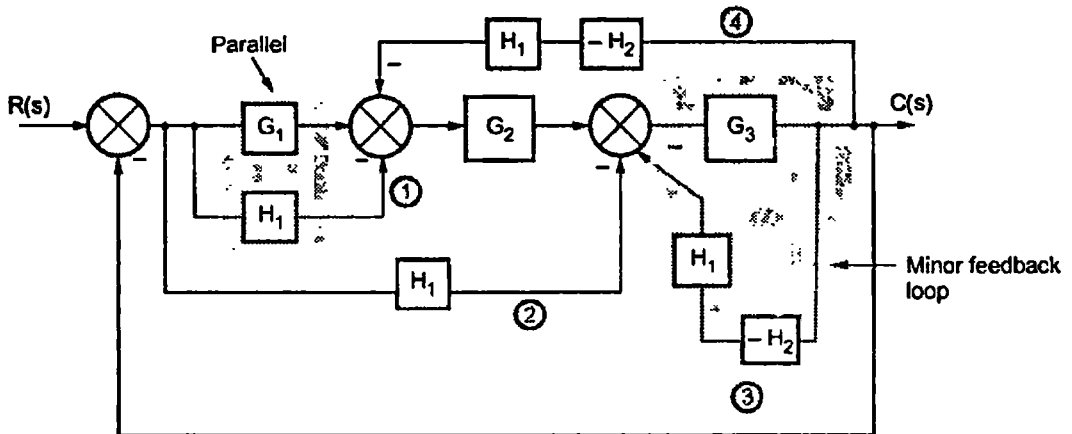 ④
H₁
– H₂
–
Parallel
R(s)
G₁
G₂
G₃
C(s)
–
–
–
–
①
H₁
H₁
②
H₁
– H₂
③
Minor feedback
loop